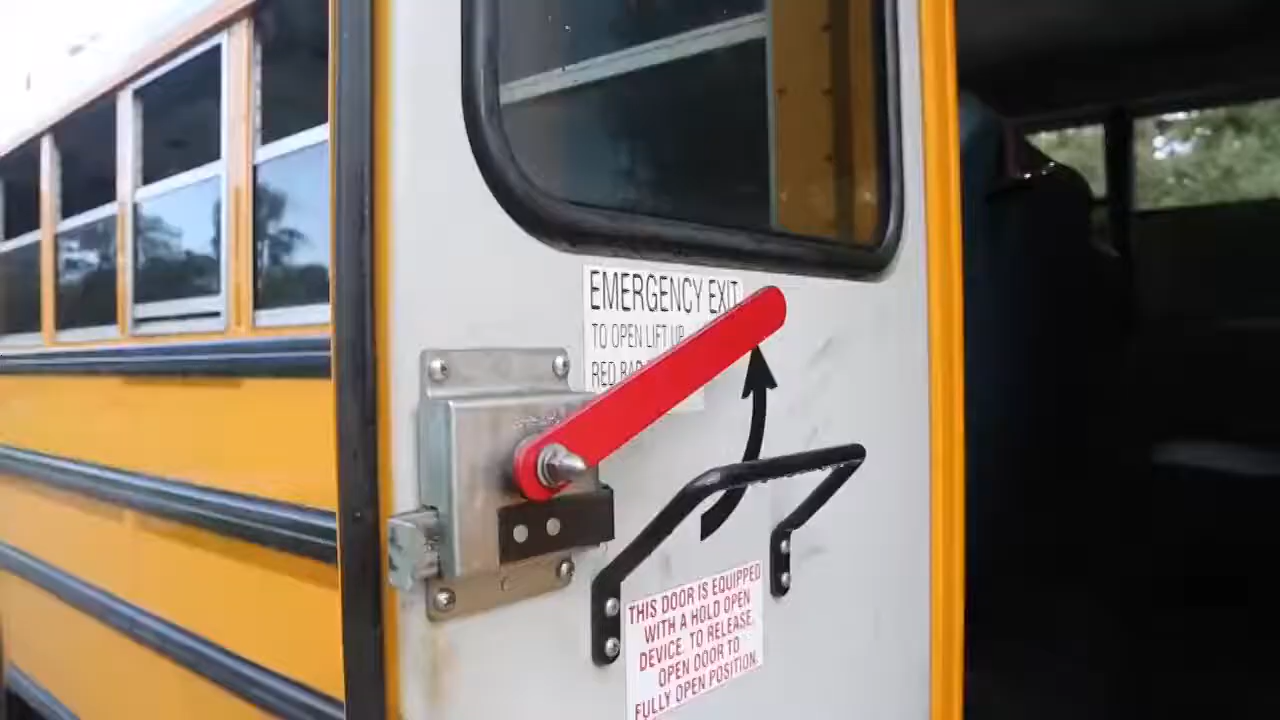 EMERGENCY EXIT
TO OPEN LIFT UP
RED BAR
THIS DOOR IS EQUIPPED
WITH A HOLD OPEN
DEVICE. TO RELEASE,
OPEN DOOR TO
FULLY OPEN POSITION.